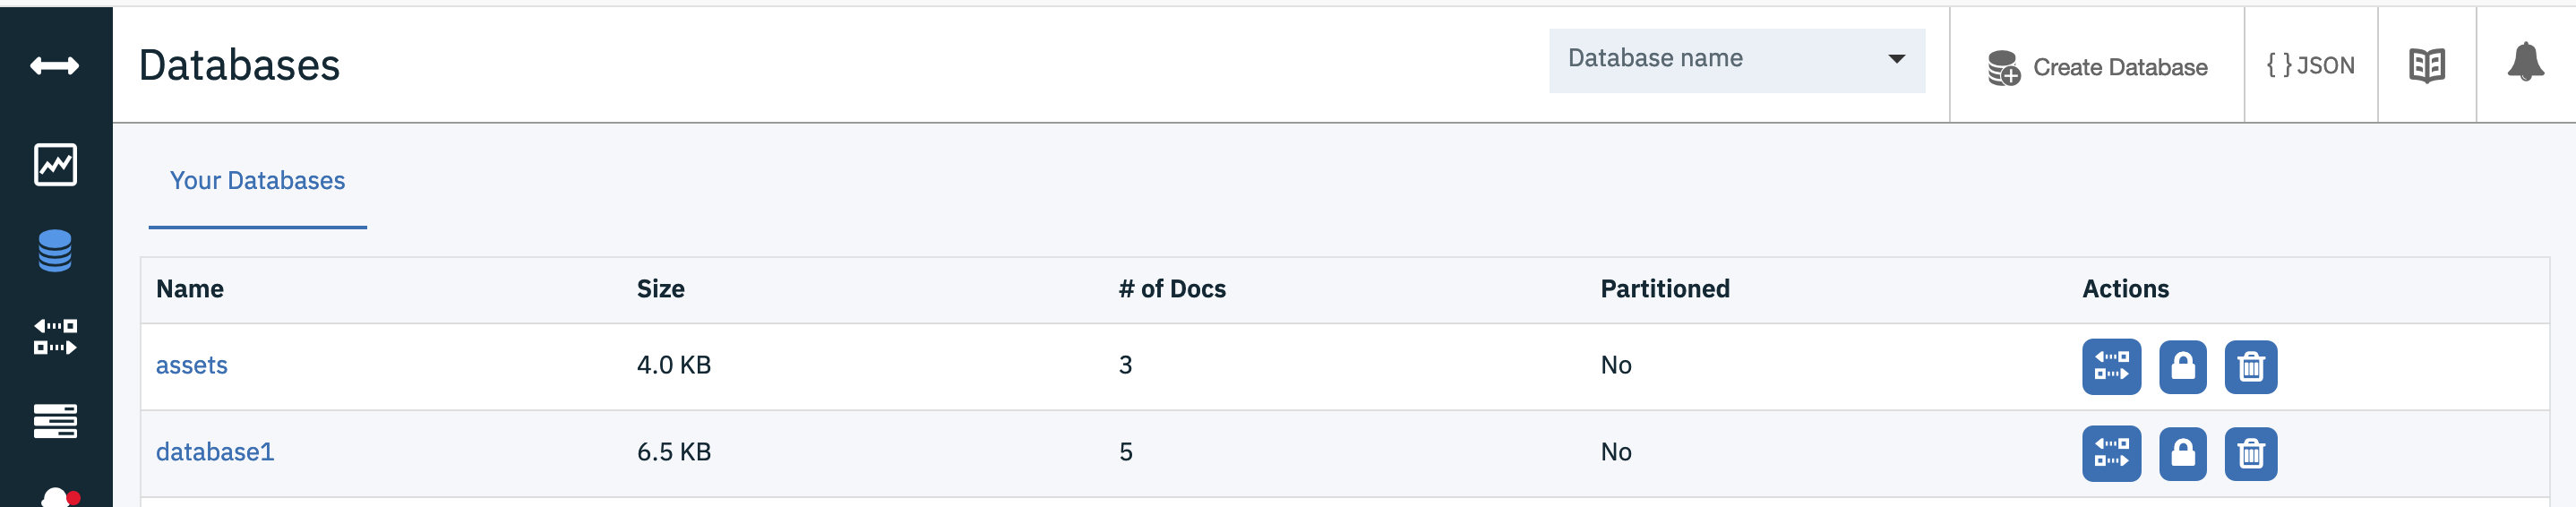 Databases
Database name
Create Database
{ } JSON
Your Databases
Name Size # of Docs Partitioned Actions
assets 4.0 KB 3 No
database1 6.5 KB 5 No